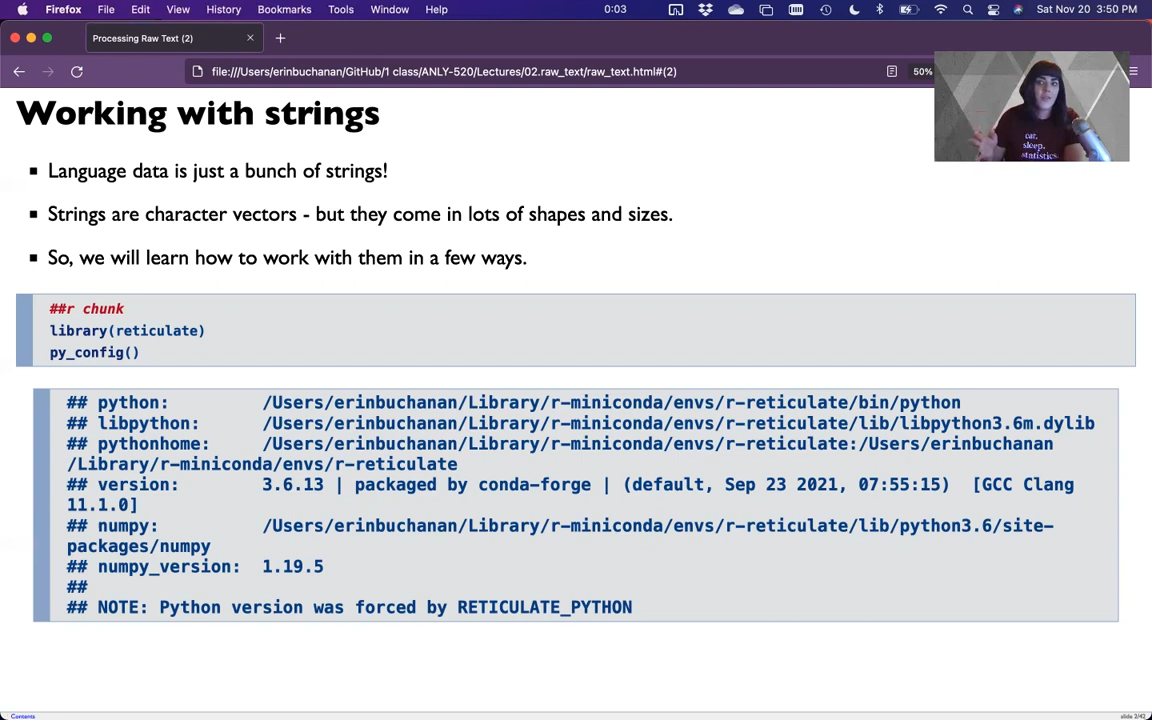 Firefox File Edit View History Bookmarks Tools Window Help 0:03 Sat Nov 20 3:50 PM
Processing Raw Text (2)
file:///Users/erinbuchanan/GitHub/1 class/ANLY-520/Lectures/02.raw_text/raw_text.html#(2) 50%
Working with strings
Language data is just a bunch of strings!
Strings are character vectors - but they come in lots of shapes and sizes.
So, we will learn how to work with them in a few ways.
eat.
sleep.
statistics.
##r chunk
library(reticulate)
py_config()
## python: /Users/erinbuchanan/Library/r-miniconda/envs/r-reticulate/bin/python
## libpython: /Users/erinbuchanan/Library/r-miniconda/envs/r-reticulate/lib/libpython3.6m.dylib
## pythonhome: /Users/erinbuchanan/Library/r-miniconda/envs/r-reticulate:/Users/erinbuchanan
/Library/r-miniconda/envs/r-reticulate
## version: 3.6.13 | packaged by conda-forge | (default, Sep 23 2021, 07:55:15) [GCC Clang
11.1.0]
## numpy: /Users/erinbuchanan/Library/r-miniconda/envs/r-reticulate/lib/python3.6/site-
packages/numpy
## numpy_version: 1.19.5
##
## NOTE: Python version was forced by RETICULATE_PYTHON
Contents
slide 2/43